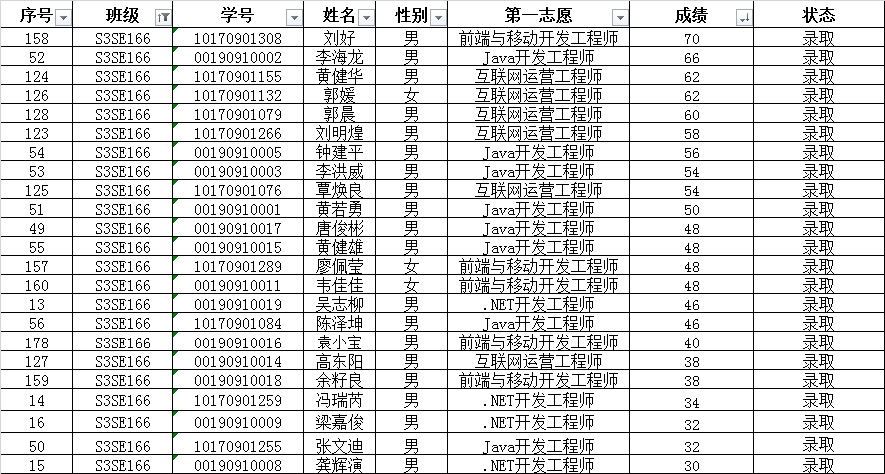 序号 班级 学号 姓名 性别 第一志愿 成绩 状态
158 S3SE166 10170901308 刘好 男 前端与移动开发工程师 70 录取
52 S3SE166 00190910002 李海龙 男 Java开发工程师 66 录取
124 S3SE166 10170901155 黄健华 男 互联网运营工程师 62 录取
126 S3SE166 10170901132 郭媛 女 互联网运营工程师 62 录取
128 S3SE166 10170901079 郭晨 男 互联网运营工程师 60 录取
123 S3SE166 10170901266 刘明煌 男 互联网运营工程师 58 录取
54 S3SE166 00190910005 钟建平 男 Java开发工程师 56 录取
53 S3SE166 00190910003 李洪威 男 Java开发工程师 54 录取
125 S3SE166 10170901076 覃焕良 男 互联网运营工程师 54 录取
51 S3SE166 00190910001 黄若勇 男 Java开发工程师 50 录取
49 S3SE166 00190910017 唐俊彬 男 Java开发工程师 48 录取
55 S3SE166 00190910015 黄健雄 男 Java开发工程师 48 录取
157 S3SE166 10170901289 廖佩莹 女 前端与移动开发工程师 48 录取
160 S3SE166 00190910011 韦佳佳 女 前端与移动开发工程师 48 录取
13 S3SE166 00190910019 吴志柳 男 .NET开发工程师 46 录取
56 S3SE166 10170901084 陈泽坤 男 Java开发工程师 46 录取
178 S3SE166 00190910016 袁小宝 男 前端与移动开发工程师 40 录取
127 S3SE166 00190910014 高东阳 男 互联网运营工程师 38 录取
159 S3SE166 00190910018 余籽良 男 前端与移动开发工程师 38 录取
14 S3SE166 10170901259 冯瑞芮 男 .NET开发工程师 34 录取
16 S3SE166 00190910009 梁嘉俊 男 .NET开发工程师 32 录取
50 S3SE166 10170901255 张文迪 男 Java开发工程师 32 录取
15 S3SE166 00190910008 龚辉演 男 .NET开发工程师 30 录取